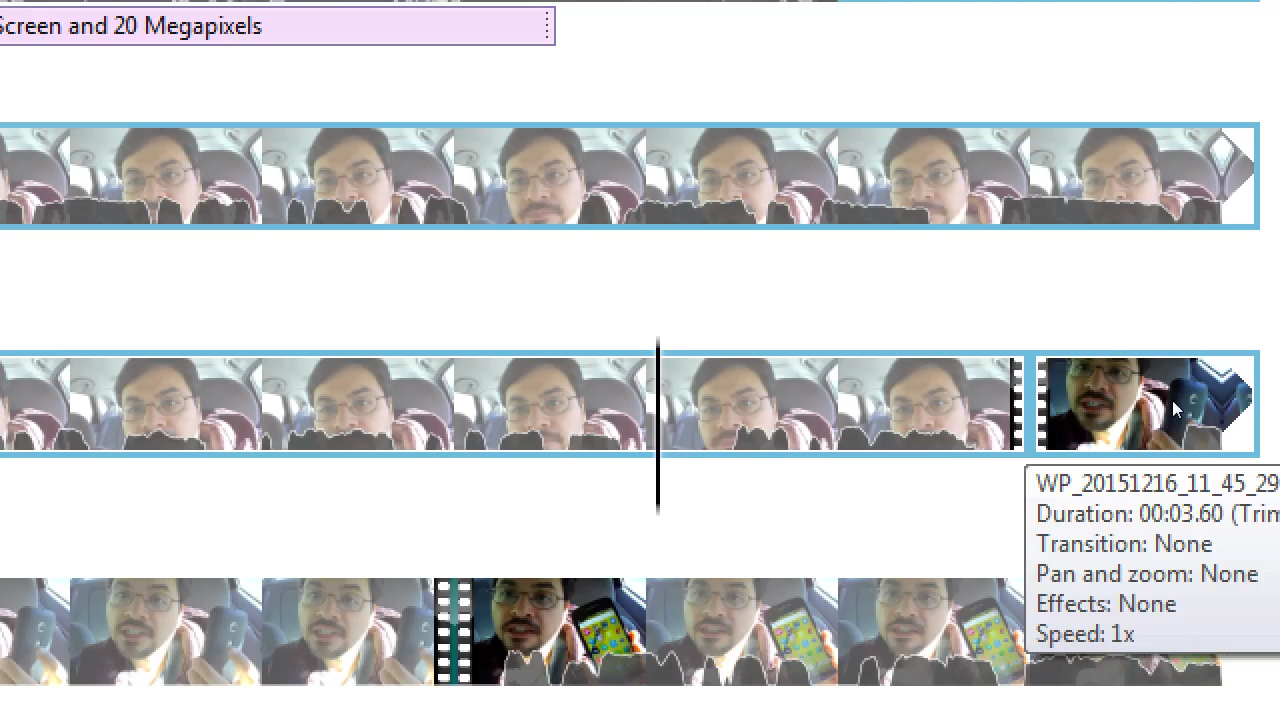 Screen and 20 Megapixels
WP_20151216_11_45_29
Duration: 00:03.60 (Trim
Transition: None
Pan and zoom: None
Effects: None
Speed: 1x